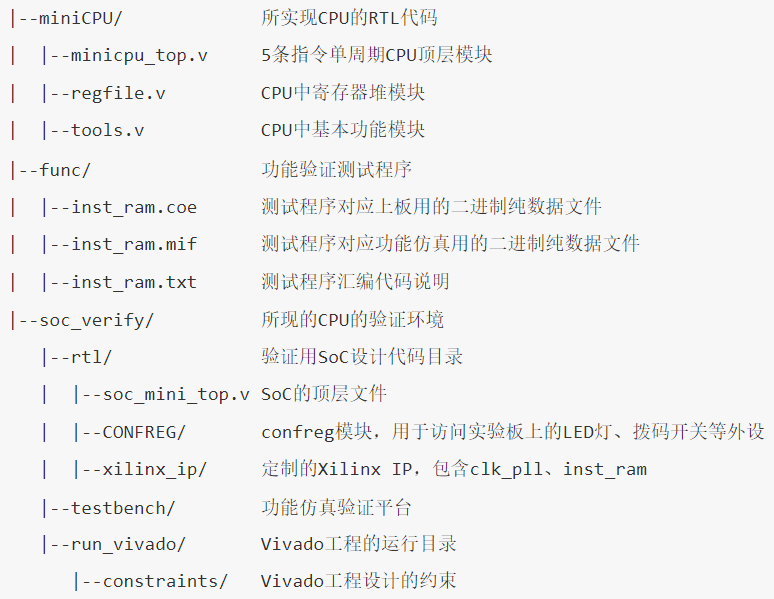 |--miniCPU/ 所实现CPU的RTL代码
| |--minicpu_top.v 5条指令单周期CPU顶层模块
| |--regfile.v CPU中寄存器堆模块
| |--tools.v CPU中基本功能模块
|--func/ 功能验证测试程序
| |--inst_ram.coe 测试程序对应上板用的二进制纯数据文件
| |--inst_ram.mif 测试程序对应功能仿真用的二进制纯数据文件
| |--inst_ram.txt 测试程序汇编代码说明
|--soc_verify/ 所现的CPU的验证环境
|--rtl/ 验证用SoC设计代码目录
| |--soc_mini_top.v SoC的顶层文件
| |--CONFREG/ confreg模块，用于访问实验板上的LED灯、拨码开关等外设
| |--xilinx_ip/ 定制的Xilinx IP，包含clk_pll、inst_ram
|--testbench/ 功能仿真验证平台
|--run_vivado/ Vivado工程的运行目录
|--constraints/ Vivado工程设计的约束